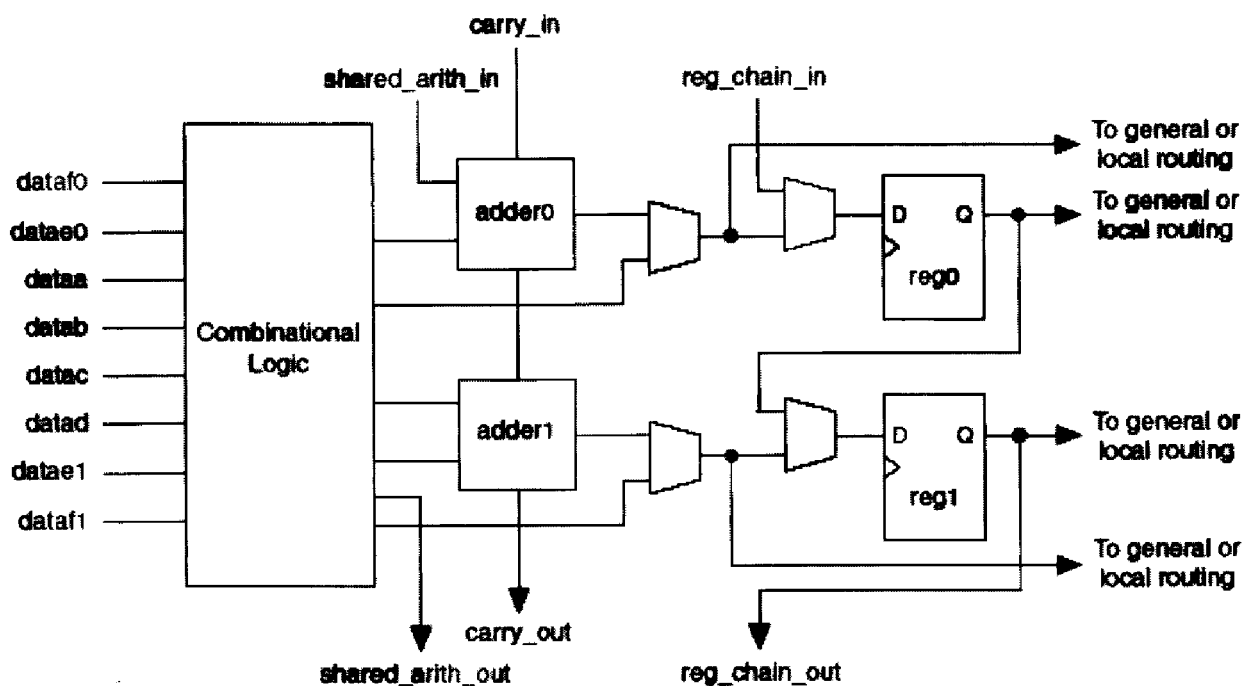 carry_in
shared_arith_in
reg_chain_in
To general or
local routing
dataf0
datae0
dataa
datab
datac
datad
datae1
dataf1
Combinational
Logic
adder0
D Q
reg0
To general or
local routing
adder1
D Q
reg1
To general or
local routing
To general or
local routing
carry_out
shared_arith_out
reg_chain_out